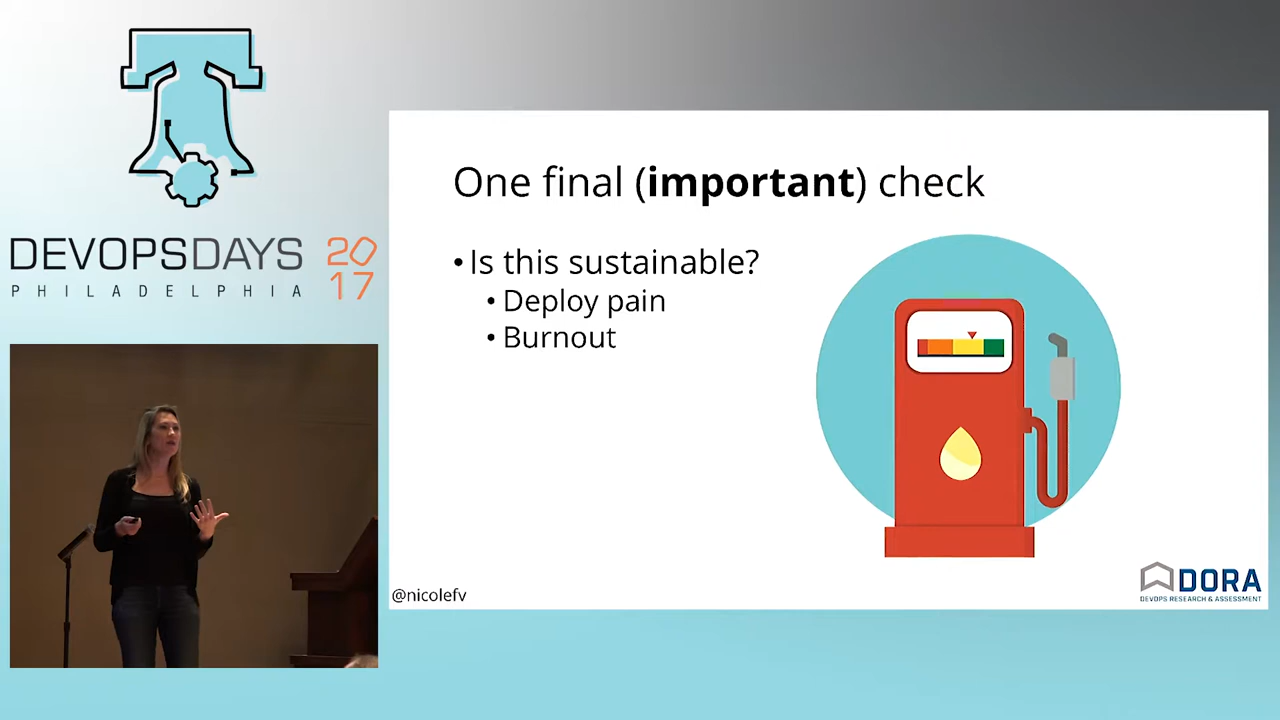 DEVOPSDAYS 20
PHILADELPHIA 17
One final (important) check
• Is this sustainable?
• Deploy pain
• Burnout
@nicolefv
DORA
DEVOPS RESEARCH & ASSESSMENT